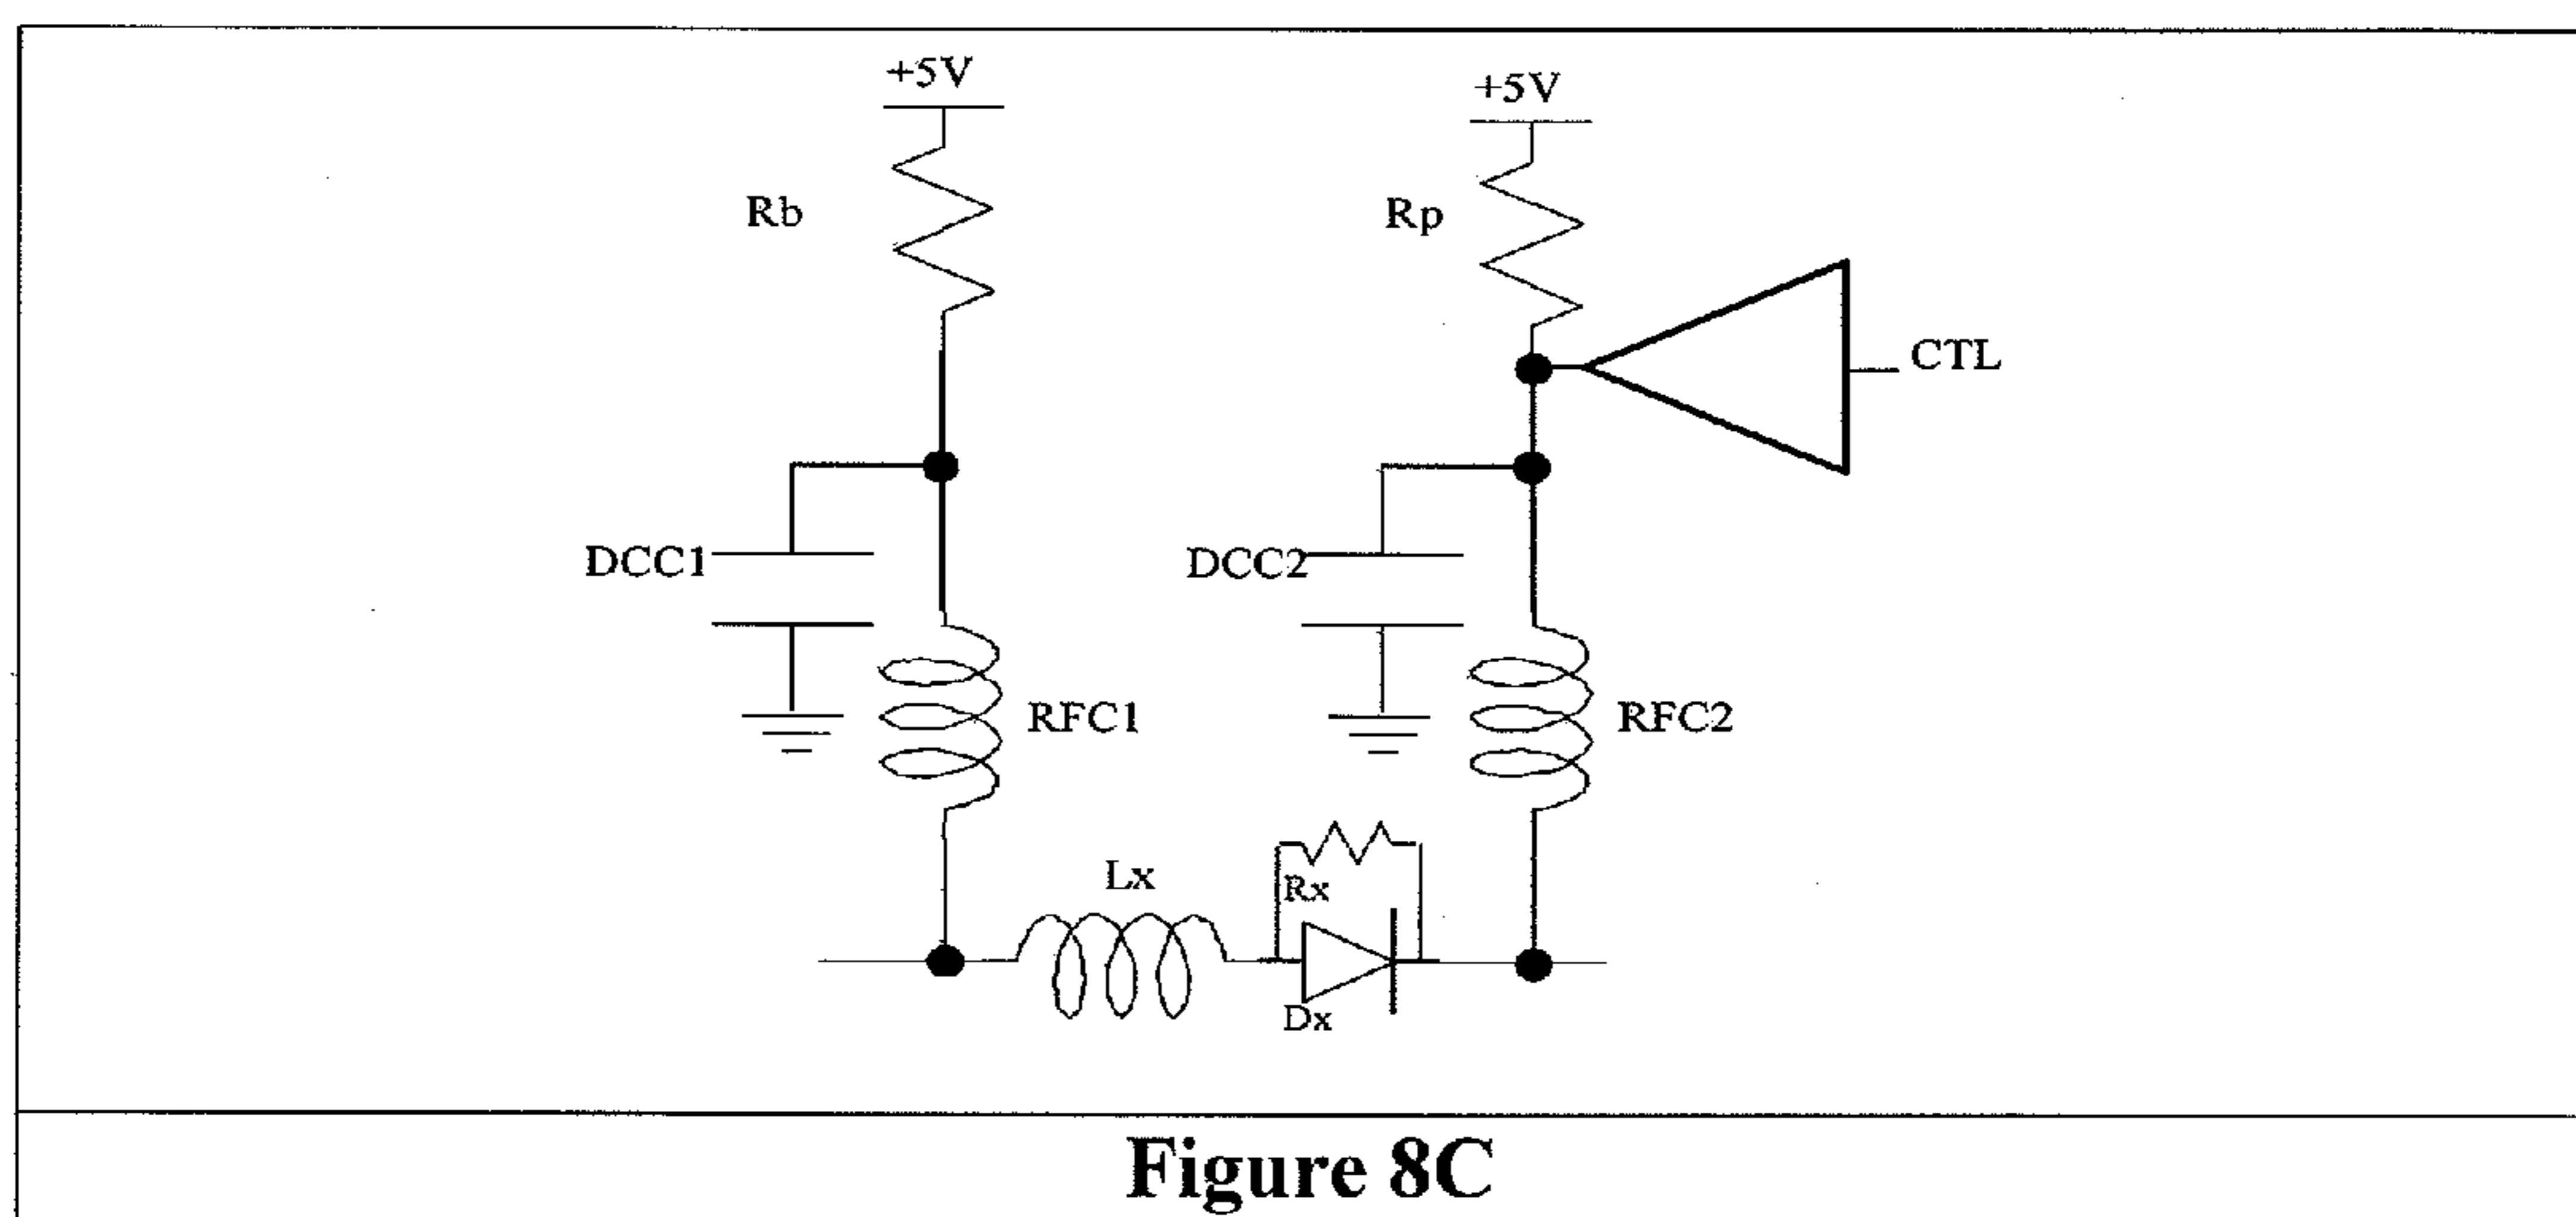 +5V
+5V
Rb
Rp
CTL
DCC1
DCC2
RFC1
RFC2
Lx
Rx
Dx
Figure 8C